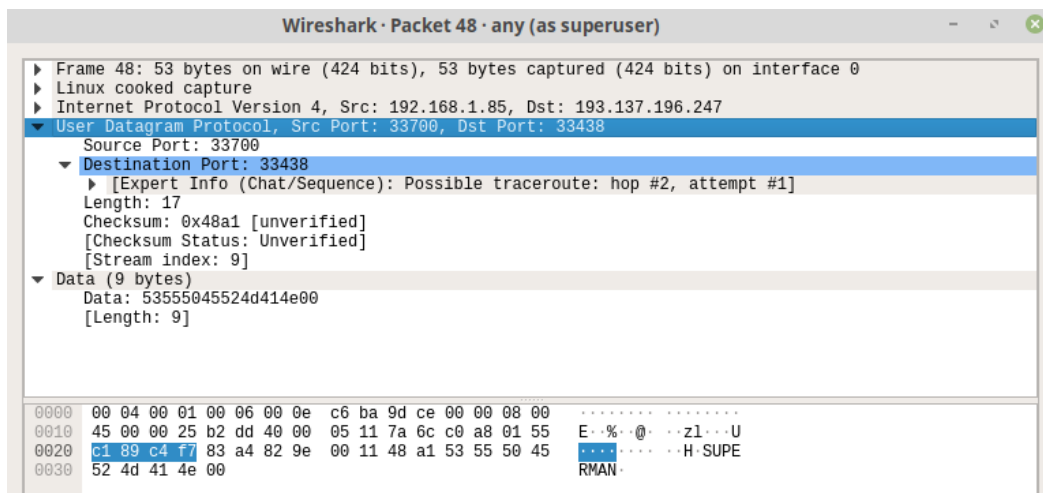 Wireshark · Packet 48 · any (as superuser)
Frame 48: 53 bytes on wire (424 bits), 53 bytes captured (424 bits) on interface 0
Linux cooked capture
Internet Protocol Version 4, Src: 192.168.1.85, Dst: 193.137.196.247
User Datagram Protocol, Src Port: 33700, Dst Port: 33438
Source Port: 33700
Destination Port: 33438
[Expert Info (Chat/Sequence): Possible traceroute: hop #2, attempt #1]
Length: 17
Checksum: 0x48a1 [unverified]
[Checksum Status: Unverified]
[Stream index: 9]
Data (9 bytes)
Data: 53555045524d414e00
[Length: 9]
0000 00 04 00 01 00 06 00 0e c6 ba 9d ce 00 00 08 00 ········ ········
0010 45 00 00 25 b2 dd 40 00 05 11 7a 6c c0 a8 01 55 E··%··@· ··zl···U
0020 c1 89 c4 f7 83 a4 82 9e 00 11 48 a1 53 55 50 45 ········ ··H·SUPE
0030 52 4d 41 4e 00 RMAN·